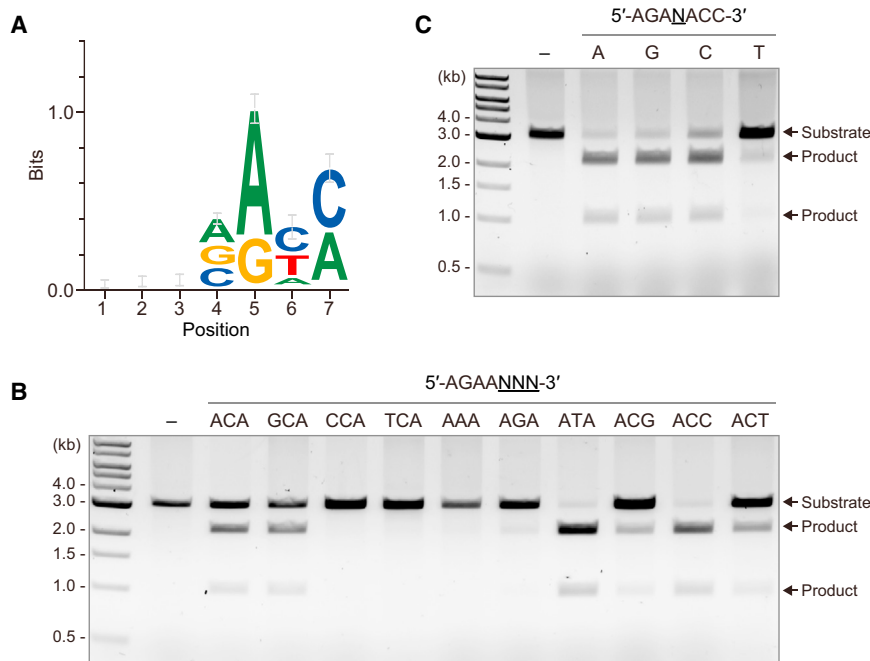 A
Bits
1.0
0.0
A G C
A G
C T A
C A
1 2 3 4 5 6 7
Position
C
5′-AGANACC-3′
– A G C T
(kb)
4.0 -
3.0 -
2.0 -
1.5 -
1.0 -
0.5 -
Substrate
Product
Product
B
5′-AGAANNN-3′
– ACA GCA CCA TCA AAA AGA ATA ACG ACC ACT
(kb)
4.0 -
3.0 -
2.0 -
1.5 -
1.0 -
0.5 -
Substrate
Product
Product